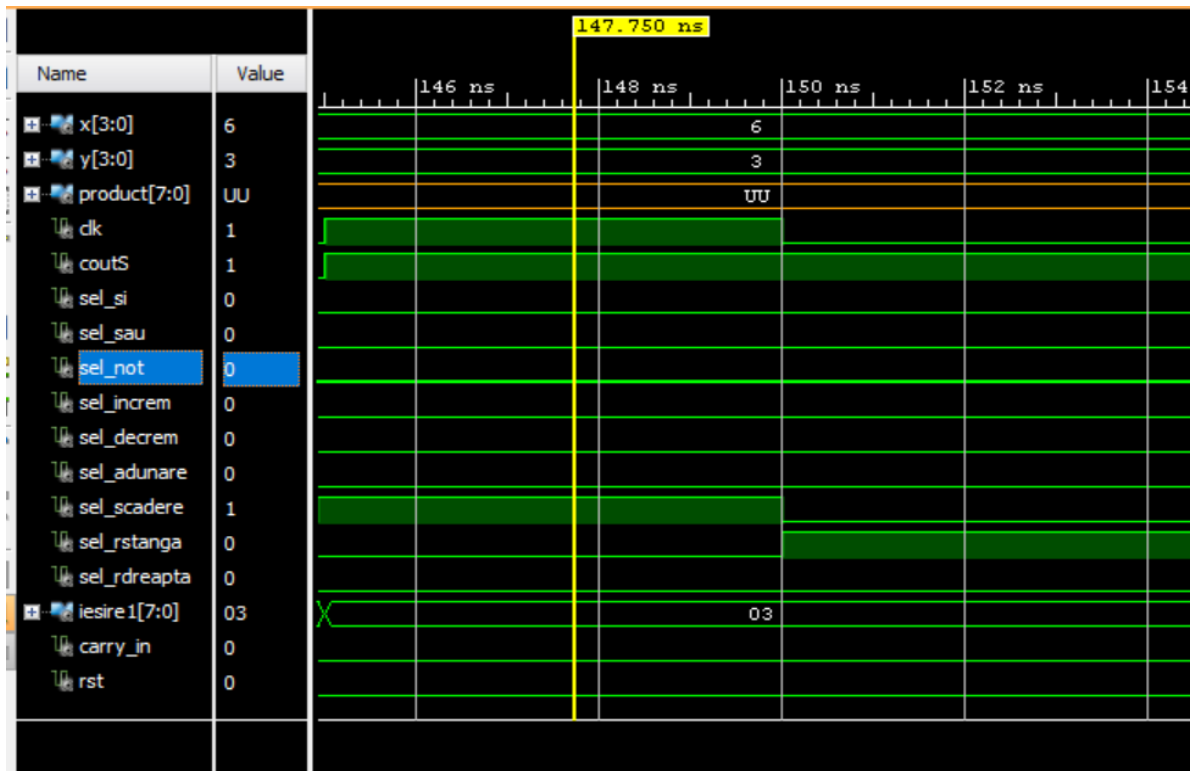 147.750 ns
Name Value
146 ns 148 ns 150 ns 152 ns 154
x[3:0] 6 6
y[3:0] 3 3
product[7:0] UU UU
clk 1
coutS 1
sel_si 0
sel_sau 0
sel_not 0
sel_increm 0
sel_decrem 0
sel_adunare 0
sel_scadere 1
sel_rstanga 0
sel_rdreapta 0
iesire1[7:0] 03 03
carry_in 0
rst 0